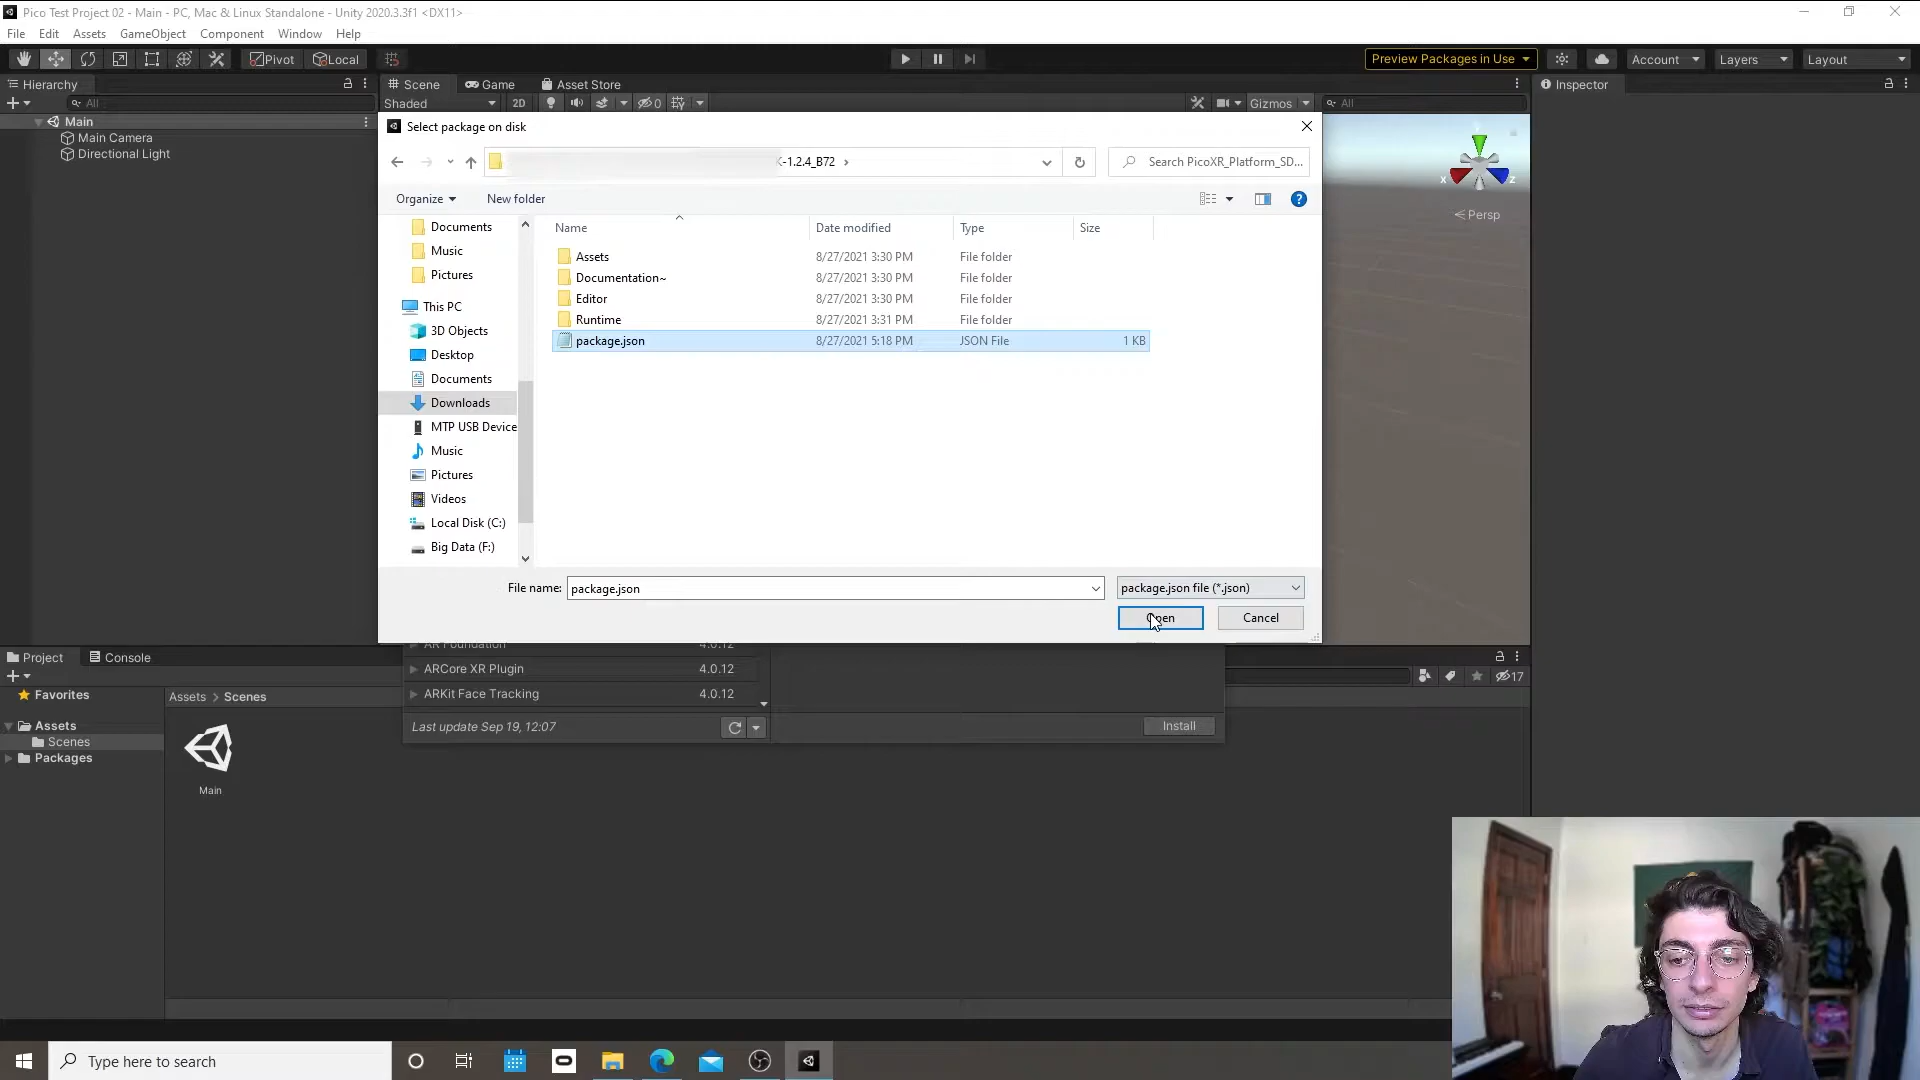 Pico Test Project 02 - Main - PC, Mac & Linux Standalone - Unity 2020.3.3f1 <DX11>
File Edit Assets GameObject Component Window Help
Pivot Local Preview Packages in Use Account Layers Layout
Hierarchy Scene Game Asset Store Inspector
All Shaded 2D 0 Gizmos All
Main
Main Camera
Directional Light
Select package on disk
K-1.2.4_B72 Search PicoXR_Platform_SD...
Organize New folder
Documents
Music
Pictures
This PC
3D Objects
Desktop
Documents
Downloads
MTP USB Device
Music
Pictures
Videos
Local Disk (C:)
Big Data (F:)
Name Date modified Type Size
Assets 8/27/2021 3:30 PM File folder
Documentation~ 8/27/2021 3:30 PM File folder
Editor 8/27/2021 3:30 PM File folder
Runtime 8/27/2021 3:31 PM File folder
package.json 8/27/2021 5:18 PM JSON File 1 KB
File name: package.json package.json file (*.json)
Open Cancel
x z
Persp
AR Foundation 4.0.12
ARCore XR Plugin 4.0.12
ARKit Face Tracking 4.0.12
Last update Sep 19, 12:07 Install
Project Console
17
Favorites
Assets
Scenes
Packages
Assets > Scenes
Main
Type here to search